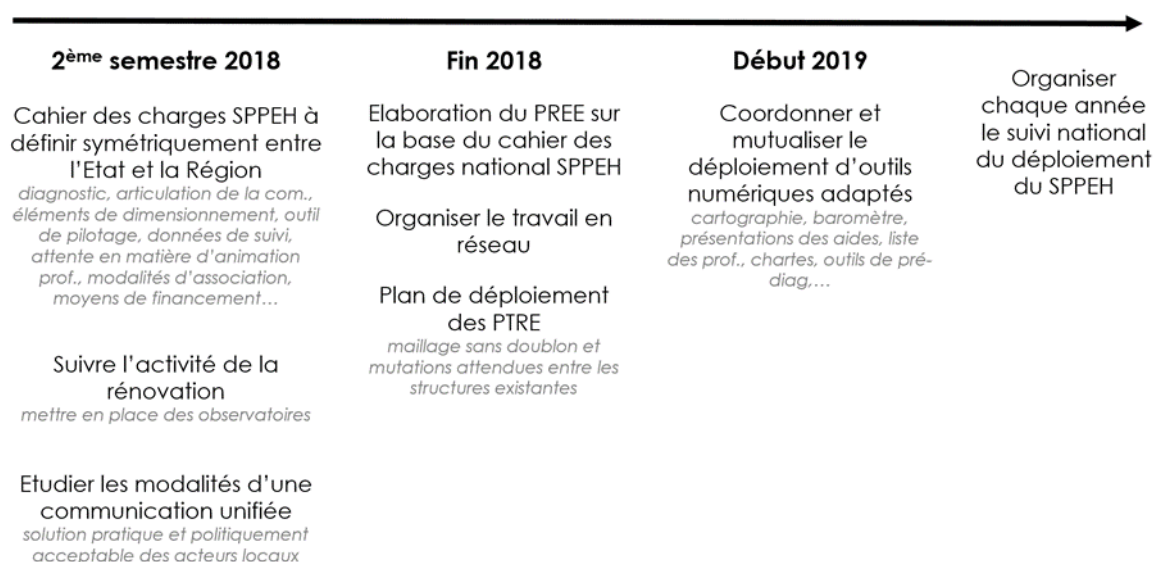 2ème semestre 2018
Cahier des charges SPPEH à
définir symétriquement entre
l'Etat et la Région
diagnostic, articulation de la com.,
éléments de dimensionnement, outil
de pilotage, données de suivi,
attente en matière d'animation
prof., modalités d'association,
moyens de financement…
Suivre l'activité de la
rénovation
mettre en place des observatoires
Etudier les modalités d'une
communication unifiée
solution pratique et politiquement
acceptable des acteurs locaux
Fin 2018
Elaboration du PREE sur
la base du cahier des
charges national SPPEH
Organiser le travail en
réseau
Plan de déploiement
des PTRE
maillage sans doublon et
mutations attendues entre les
structures existantes
Début 2019
Coordonner et
mutualiser le
déploiement d'outils
numériques adaptés
cartographie, baromètre,
présentations des aides, liste
des prof., chartes, outils de pré-
diag,…
Organiser
chaque année
le suivi national
du déploiement
du SPPEH